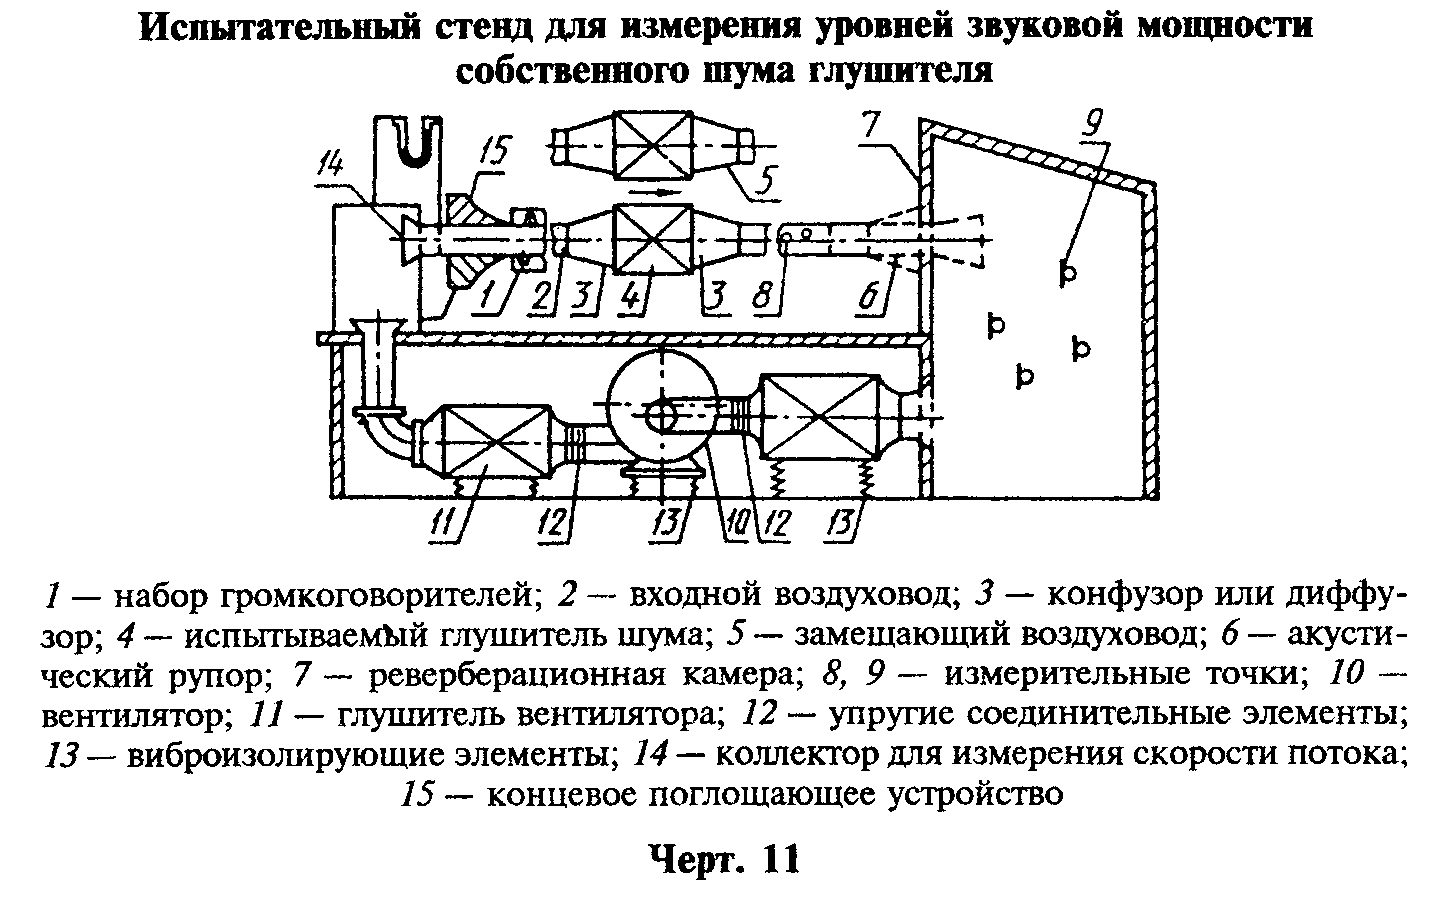 Испытательный стенд для измерения уровней звуковой мощности
собственного шума глушителя
14
15
5
7
9
1
2
3
4
3
8
6
11
12
13
10
12
13
1 — набор громкоговорителей; 2 — входной воздуховод; 3 — конфузор или диффу-
зор; 4 — испытываемый глушитель шума; 5 — замещающий воздуховод; 6 — акусти-
ческий рупор; 7 — реверберационная камера; 8, 9 — измерительные точки; 10 —
вентилятор; 11 — глушитель вентилятора; 12 — упругие соединительные элементы;
13 — виброизолирующие элементы; 14 — коллектор для измерения скорости потока;
15 — концевое поглощающее устройство
Черт. 11